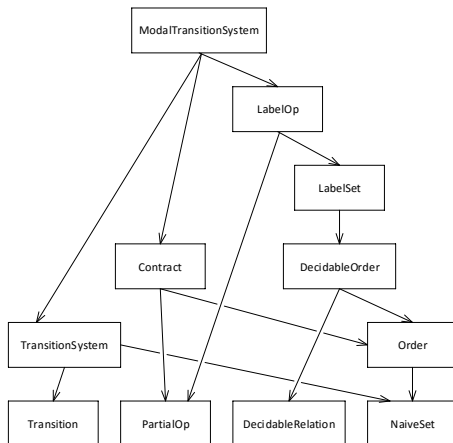 ModalTransitionSystem
LabelOp
LabelSet
Contract
DecidableOrder
TransitionSystem
Order
Transition
PartialOp
DecidableRelation
NaiveSet